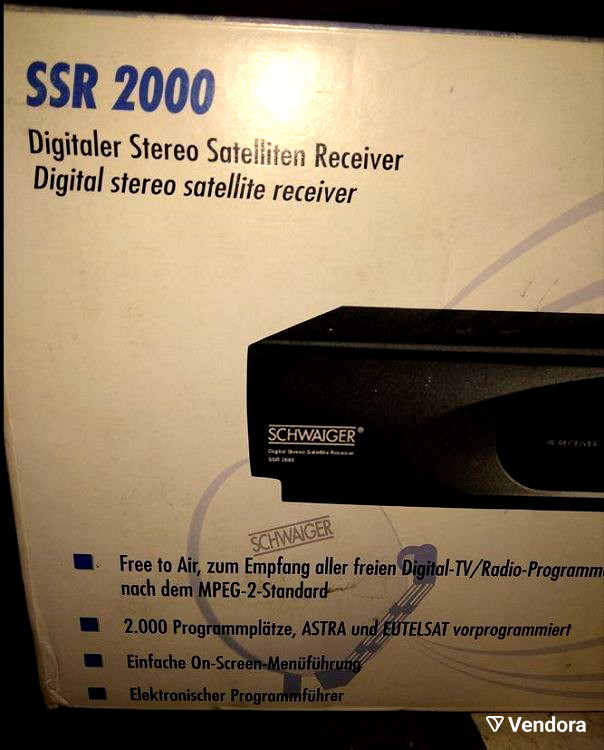 SSR 2000
Digitaler Stereo Satelliten Receiver
Digital stereo satellite receiver
SCHWAIGER®
Digital Stereo Satellite Receiver
SSR 2000
RECEIVER
SCHWAIGER
Free to Air, zum Empfang aller freien Digital-TV/Radio-Programm
nach dem MPEG-2-Standard
2.000 Programmplätze, ASTRA und EUTELSAT vorprogrammiert
Einfache On-Screen-Menüführung
Elektronischer Programmführer
Vendora